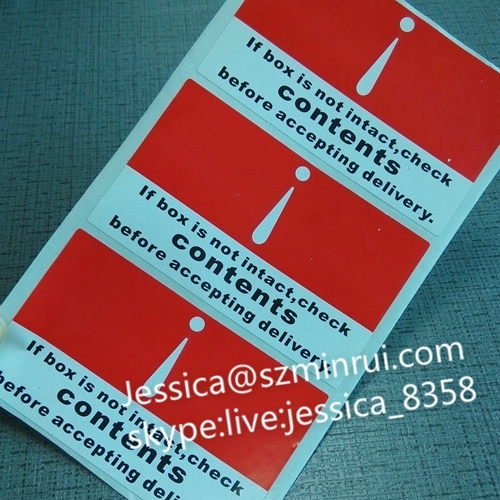 If box is not intact,check
contents
before accepting delivery.
If box is not intact,check
contents
before accepting delivery.
If box is not intact,check
contents
before accepting deli
Jessica@szminrui.com
skype:live:jessica_8358